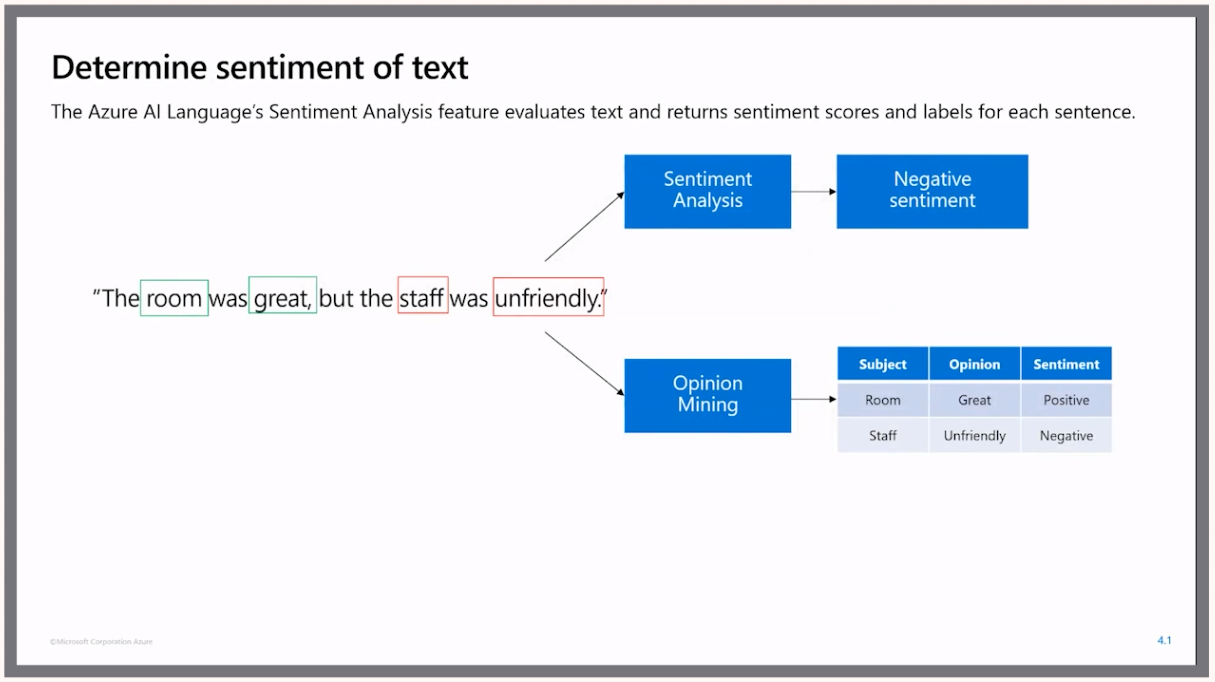 Determine sentiment of text
The Azure AI Language's Sentiment Analysis feature evaluates text and returns sentiment scores and labels for each sentence.
Sentiment
Analysis
Negative
sentiment
"The room was great, but the staff was unfriendly."
Opinion
Mining
Subject Opinion Sentiment
Room Great Positive
Staff Unfriendly Negative
©Microsoft Corporation Azure
4.1